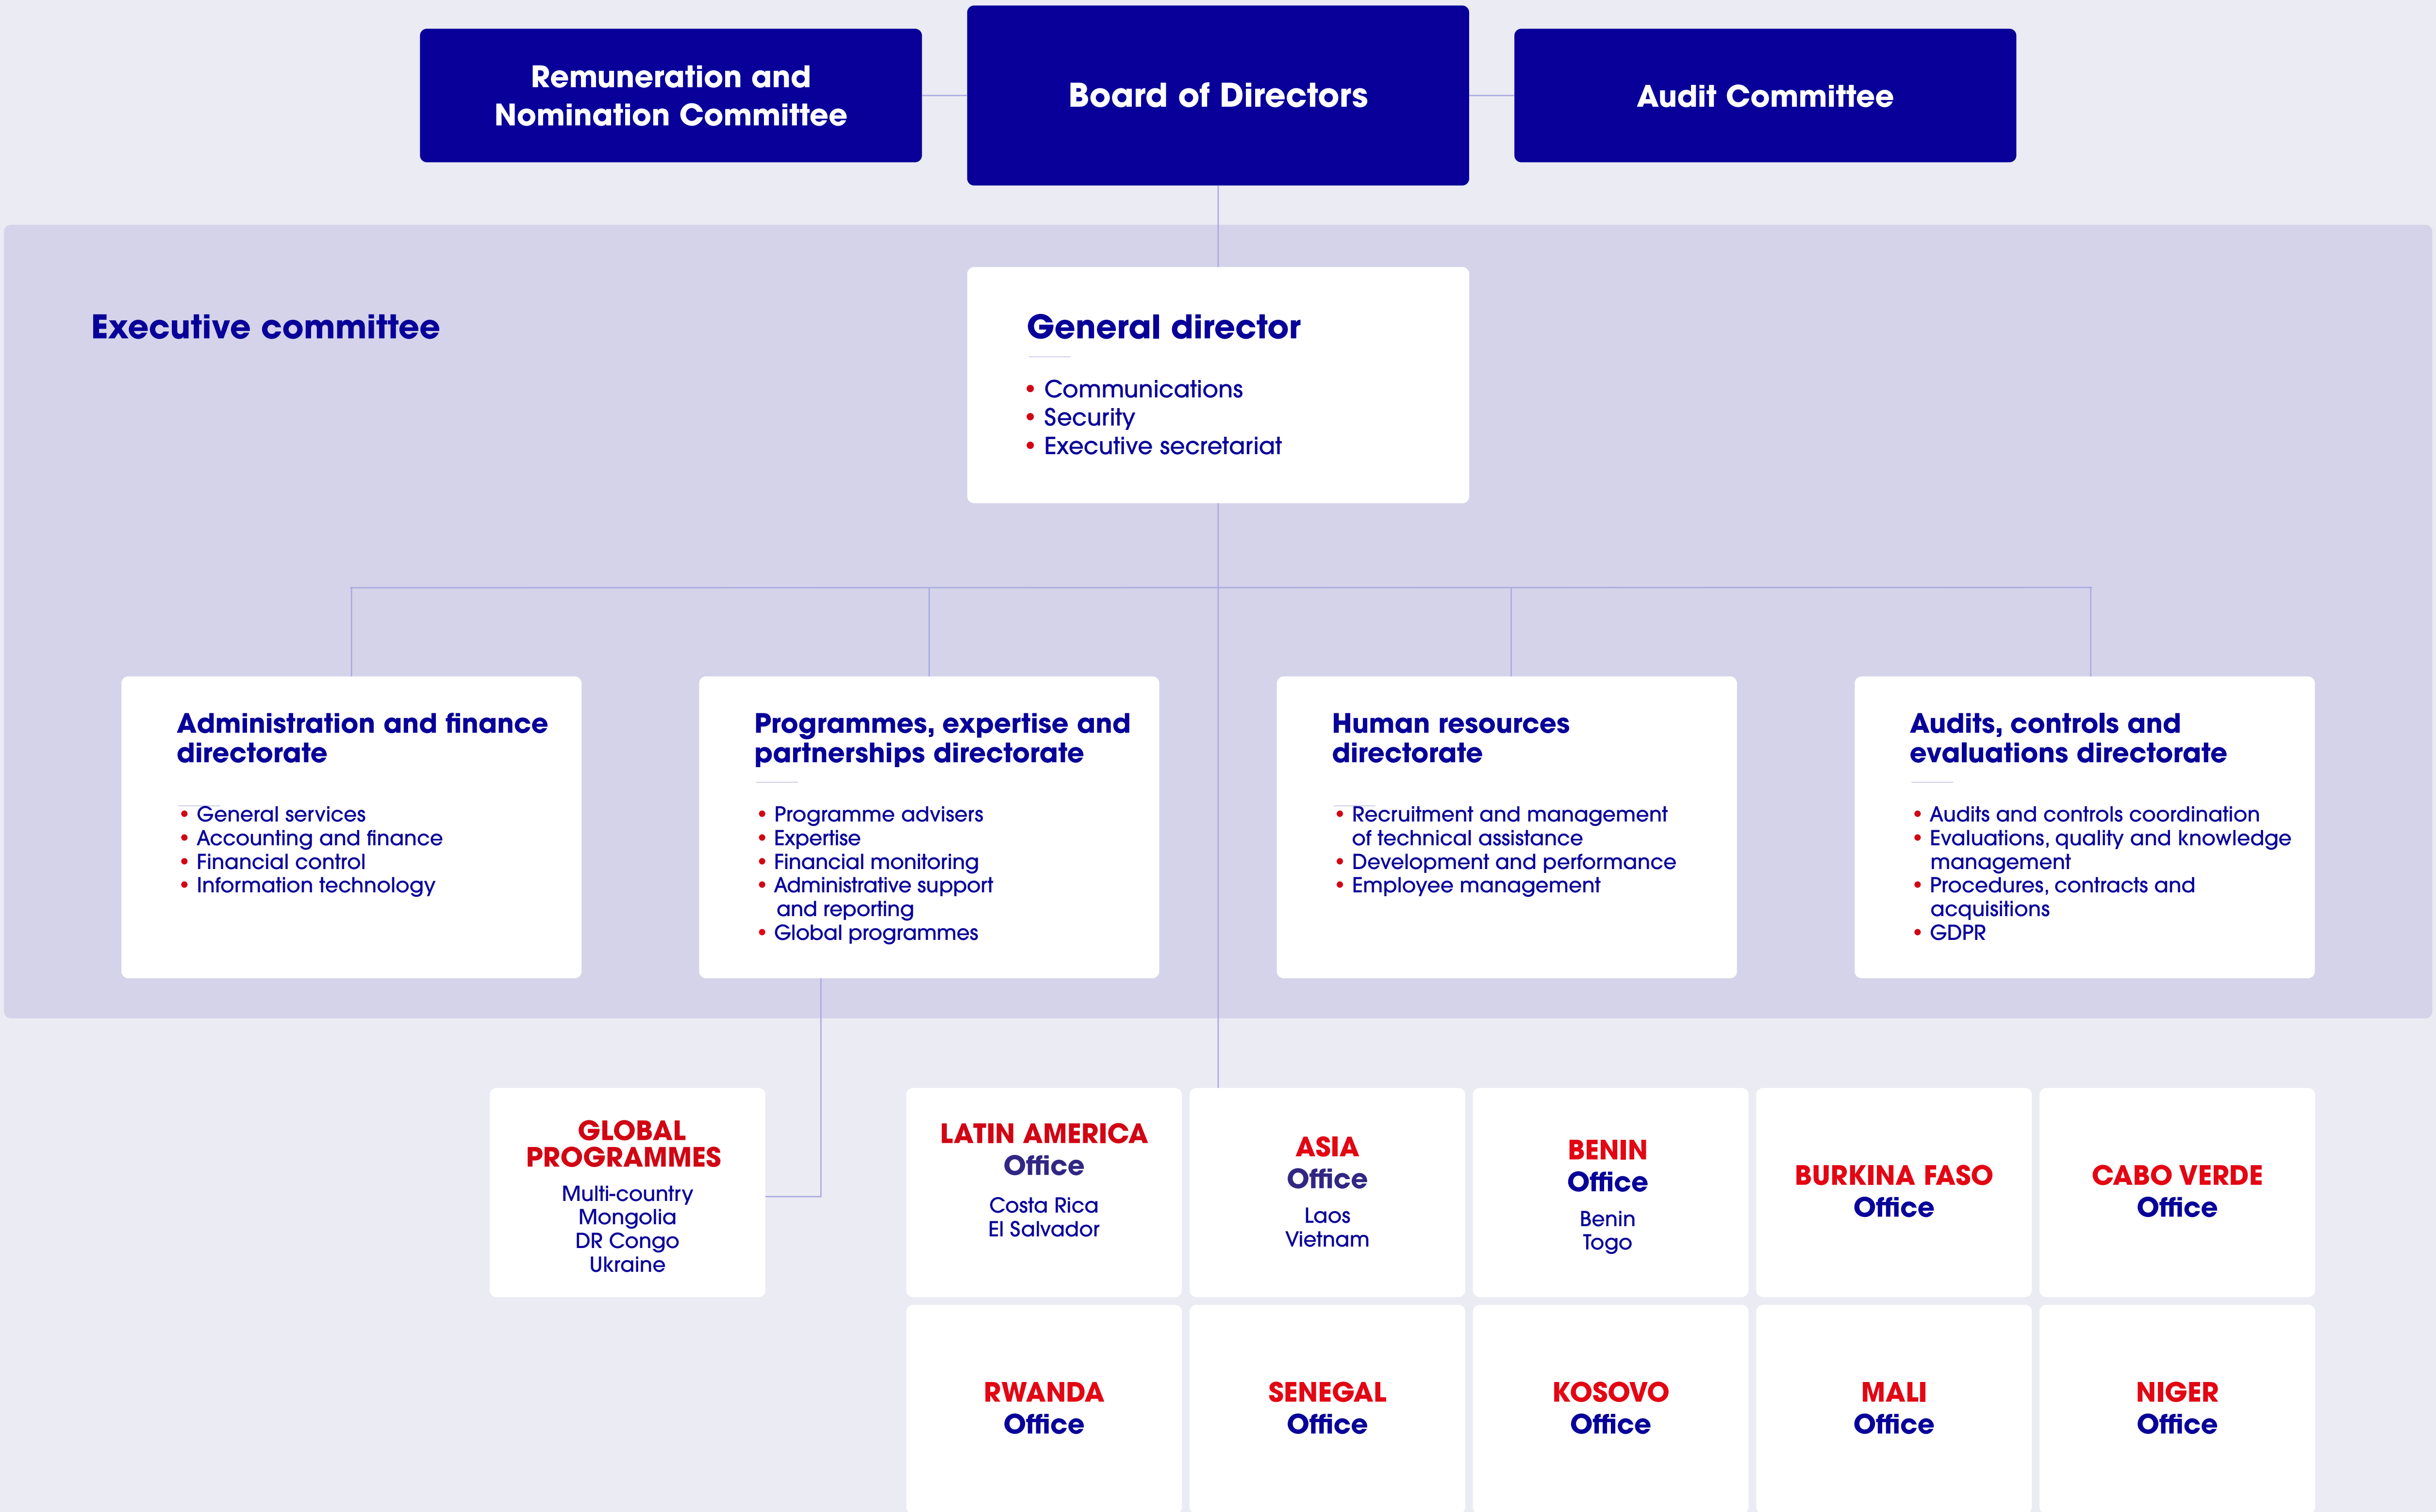 Remuneration and
Nomination Committee
Board of Directors
Audit Committee
Executive committee
General director
• Communications
• Security
• Executive secretariat
Administration and finance
directorate
• General services
• Accounting and finance
• Financial control
• Information technology
Programmes, expertise and
partnerships directorate
• Programme advisers
• Expertise
• Financial monitoring
• Administrative support
and reporting
• Global programmes
Human resources
directorate
• Recruitment and management
of technical assistance
• Development and performance
• Employee management
Audits, controls and
evaluations directorate
• Audits and controls coordination
• Evaluations, quality and knowledge
management
• Procedures, contracts and
acquisitions
• GDPR
GLOBAL
PROGRAMMES
Multi-country
Mongolia
DR Congo
Ukraine
LATIN AMERICA
Office
Costa Rica
El Salvador
ASIA
Office
Laos
Vietnam
BENIN
Office
Benin
Togo
BURKINA FASO
Office
CABO VERDE
Office
RWANDA
Office
SENEGAL
Office
KOSOVO
Office
MALI
Office
NIGER
Office